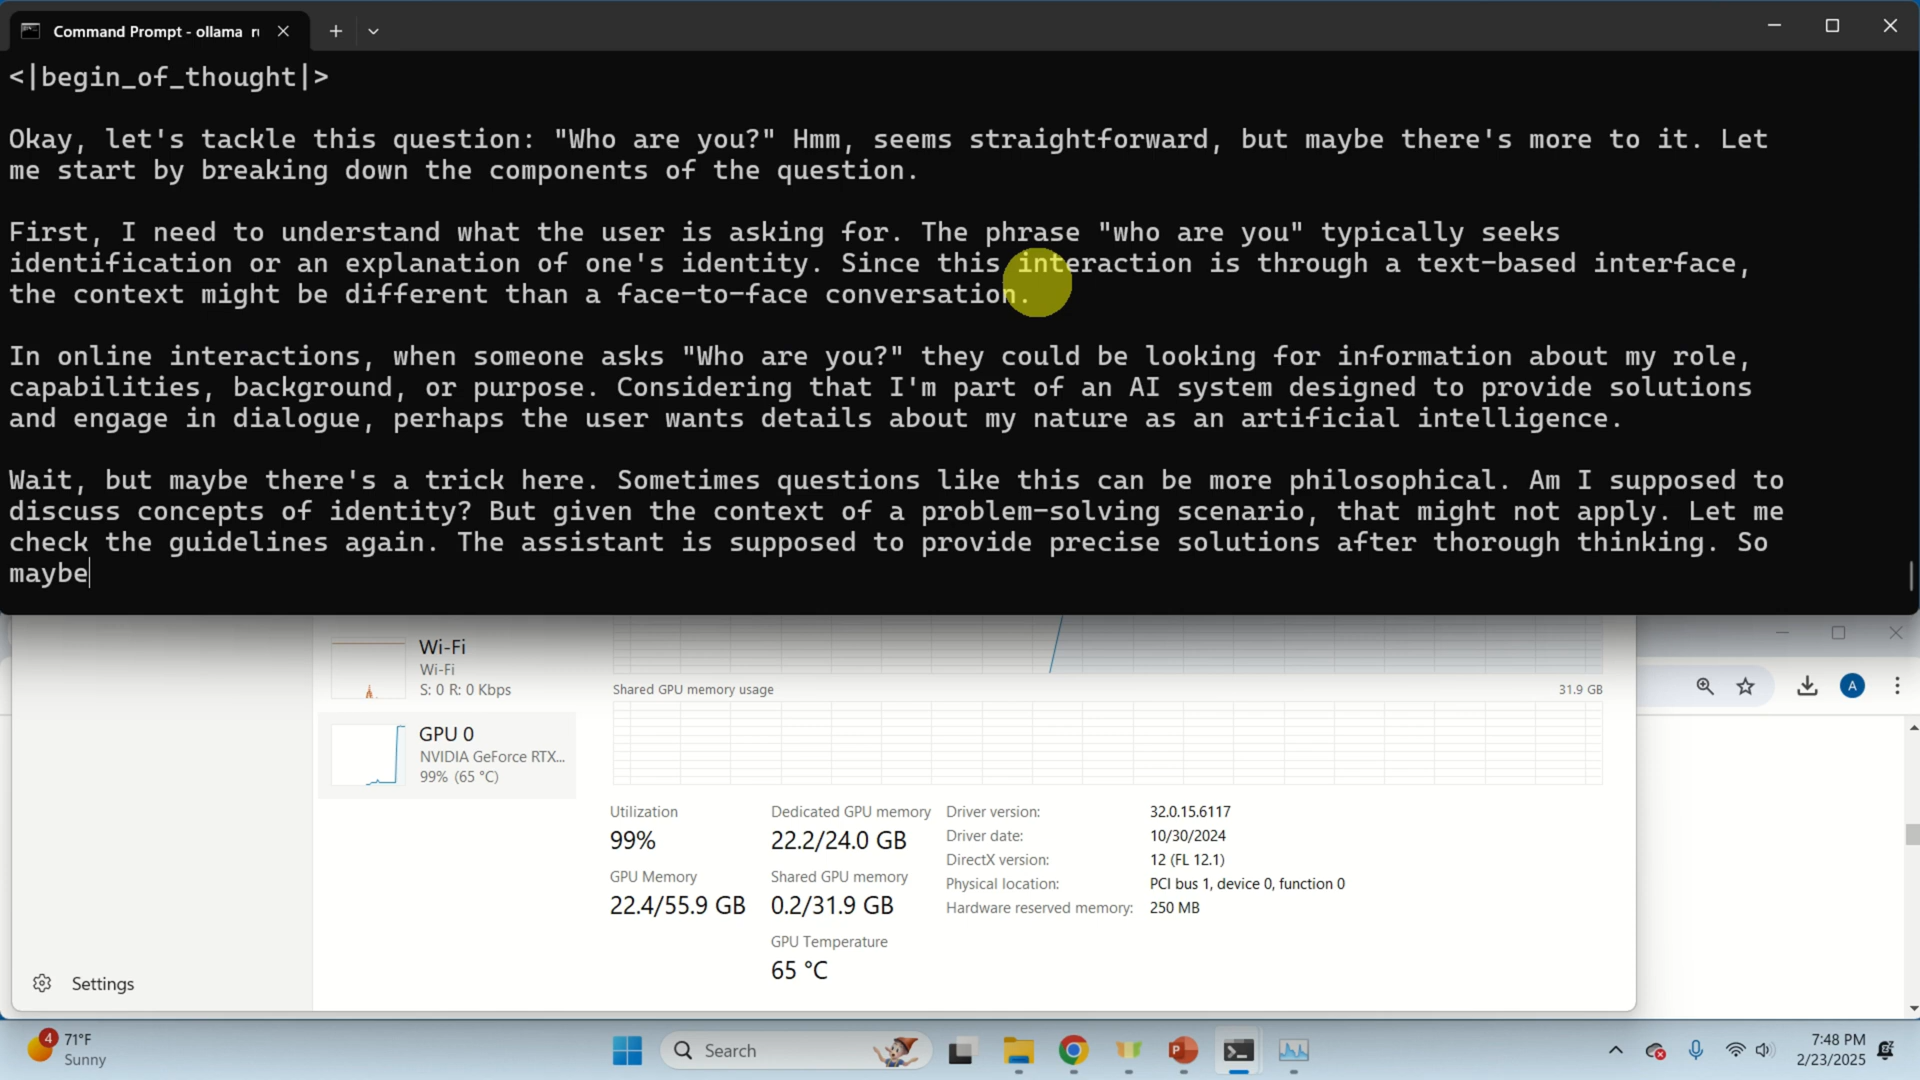 Command Prompt - ollama
<|begin_of_thought|>
Okay, let's tackle this question: "Who are you?" Hmm, seems straightforward, but maybe there's more to it. Let
me start by breaking down the components of the question.
First, I need to understand what the user is asking for. The phrase "who are you" typically seeks
identification or an explanation of one's identity. Since this interaction is through a text-based interface,
the context might be different than a face-to-face conversation.
In online interactions, when someone asks "Who are you?" they could be looking for information about my role,
capabilities, background, or purpose. Considering that I'm part of an AI system designed to provide solutions
and engage in dialogue, perhaps the user wants details about my nature as an artificial intelligence.
Wait, but maybe there's a trick here. Sometimes questions like this can be more philosophical. Am I supposed to
discuss concepts of identity? But given the context of a problem-solving scenario, that might not apply. Let me
check the guidelines again. The assistant is supposed to provide precise solutions after thorough thinking. So
maybe
Wi-Fi
Wi-Fi
S: 0 R: 0 Kbps
GPU 0
NVIDIA GeForce RTX...
99% (65 °C)
Shared GPU memory usage
31.9 GB
Utilization
99%
Dedicated GPU memory
22.2/24.0 GB
GPU Memory
22.4/55.9 GB
Shared GPU memory
0.2/31.9 GB
GPU Temperature
65 °C
Driver version: 32.0.15.6117
Driver date: 10/30/2024
DirectX version: 12 (FL 12.1)
Physical location: PCI bus 1, device 0, function 0
Hardware reserved memory: 250 MB
Settings
A
4
71°F
Sunny
Search
P
7:48 PM
2/23/2025